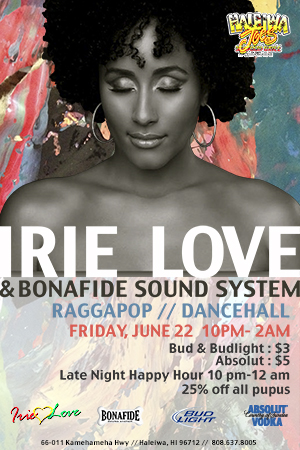 HALEIWA
Joe's
IRIE LOVE
& BONAFIDE SOUND SYSTEM
RAGGAPOP // DANCEHALL
FRIDAY, JUNE 22 10PM- 2AM
Bud & Budlight : $3
Absolut : $5
Late Night Happy Hour 10 pm-12 am
25% off all pupus
Irie Love
BONAFIDE
BUD LIGHT
ABSOLUT
VODKA
66-011 Kamehameha Hwy // Haleiwa, HI 96712 // 808.637.8005